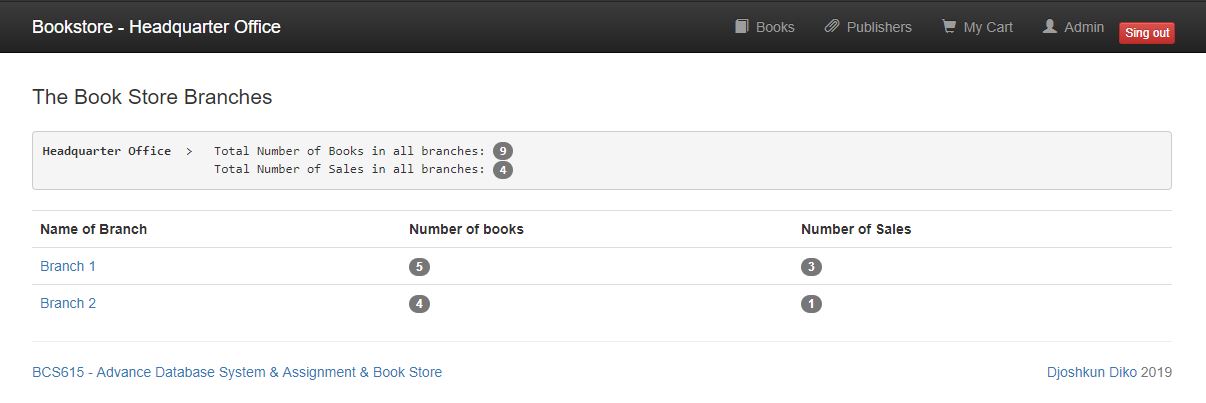 Bookstore - Headquarter Office Books Publishers My Cart Admin Sing out
The Book Store Branches
Headquarter Office > Total Number of Books in all branches: 9
Total Number of Sales in all branches: 4
Name of Branch Number of books Number of Sales
Branch 1 5 3
Branch 2 4 1
BCS615 - Advance Database System & Assignment & Book Store Djoshkun Diko 2019